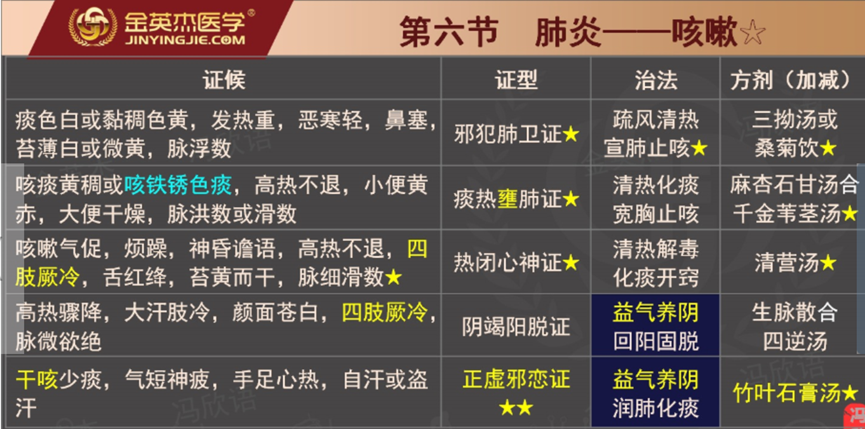 金英杰医学®
JINYINGJIE.COM
第六节 肺炎——咳嗽☆
证候 证型 治法 方剂（加减）
痰色白或黏稠色黄，发热重，恶寒轻，鼻塞，
苔薄白或微黄，脉浮数
邪犯肺卫证★
疏风清热
宣肺止咳★
三拗汤或
桑菊饮★
咳痰黄稠或咳铁锈色痰，高热不退，小便黄
赤，大便干燥，脉洪数或滑数
痰热壅肺证★
清热化痰
宽胸止咳
麻杏石甘汤合
千金苇茎汤★
咳嗽气促，烦躁，神昏谵语，高热不退，四
肢厥冷，舌红绛，苔黄而干，脉细滑数★
热闭心神证★
清热解毒
化痰开窍
清营汤★
高热骤降，大汗肢冷，颜面苍白，四肢厥冷，
脉微欲绝
阴竭阳脱证
益气养阴
回阳固脱
生脉散合
四逆汤
干咳少痰，气短神疲，手足心热，自汗或盗
汗
正虚邪恋证
★★
益气养阴
润肺化痰
竹叶石膏汤★
冯欣语